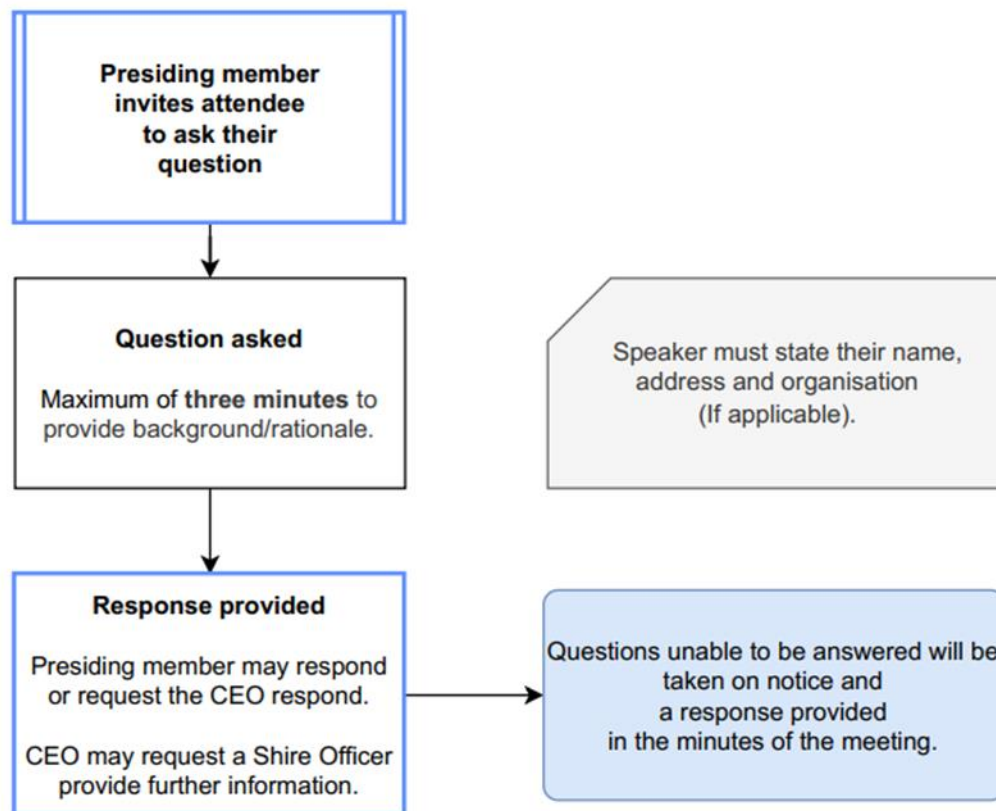 Presiding member
invites attendee
to ask their
question
Question asked
Maximum of three minutes to
provide background/rationale.
Speaker must state their name,
address and organisation
(If applicable).
Response provided
Presiding member may respond
or request the CEO respond.
CEO may request a Shire Officer
provide further information.
Questions unable to be answered will be
taken on notice and
a response provided
in the minutes of the meeting.